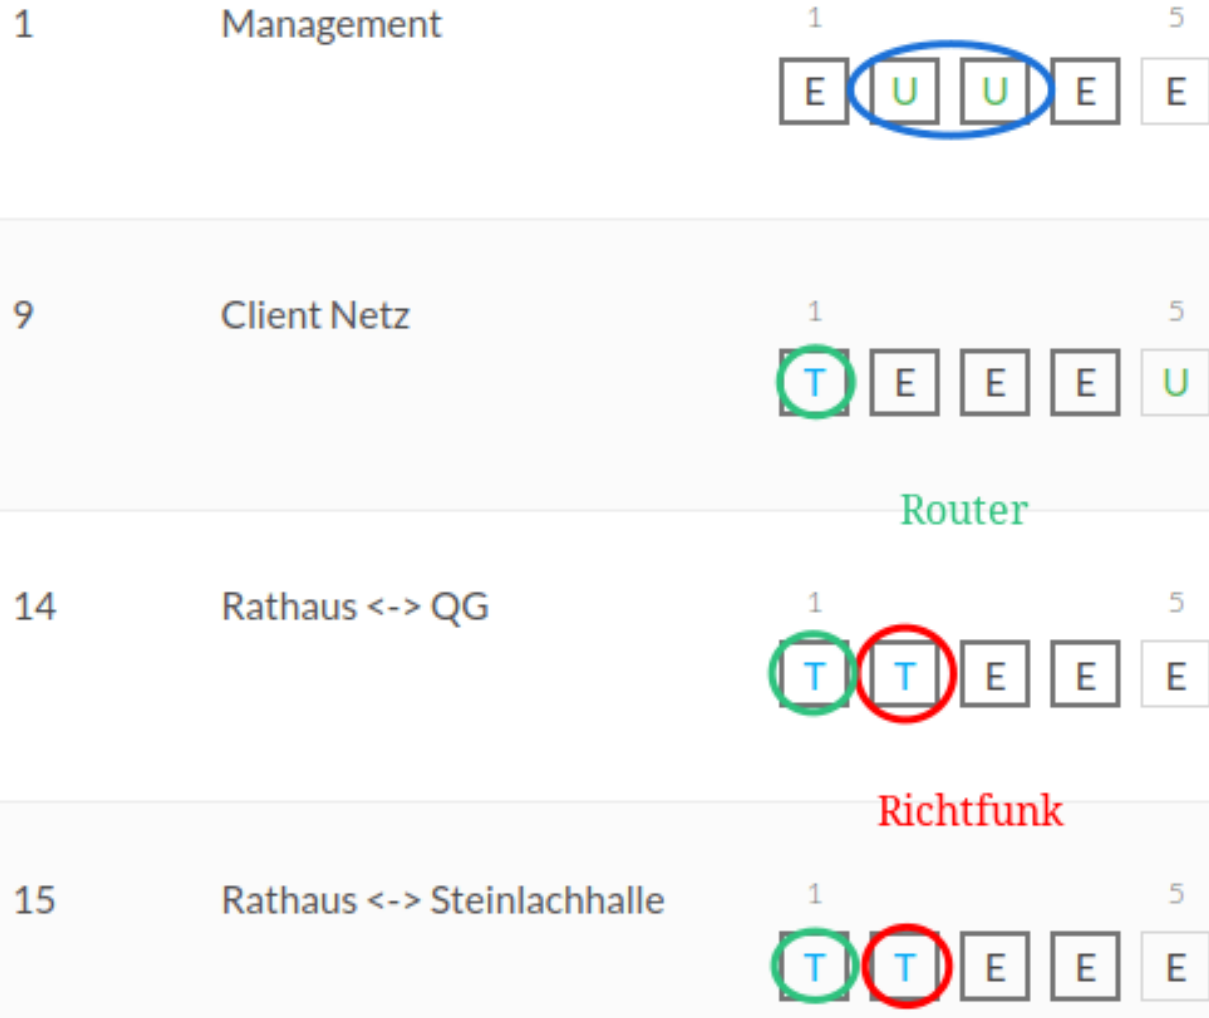 1 Management 1 5
E U U E E
9 Client Netz 1 5
T E E E U
Router
14 Rathaus <-> QG 1 5
T T E E E
Richtfunk
15 Rathaus <-> Steinlachhalle 1 5
T T E E E